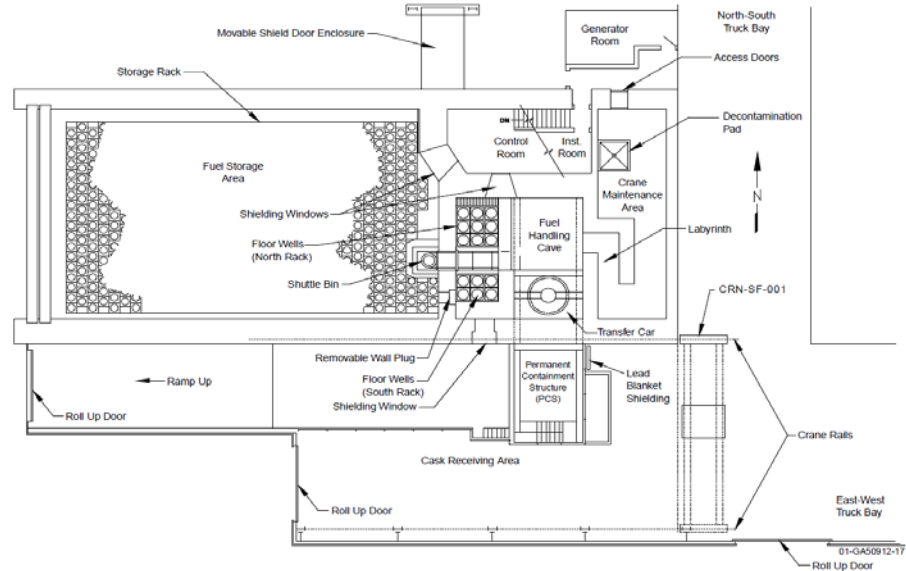 North-South
Truck Bay
Movable Shield Door Enclosure
Generator
Room
Access Doors
Storage Rack
Decontamination
Pad
DN
Control
Room
Inst.
Room
Fuel Storage
Area
Crane
Maintenance
Area
N
Shielding Windows
Fuel
Handling
Cave
Labyrinth
Floor Wells
(North Rack)
Shuttle Bin
CRN-SF-001
Transfer Car
Removable Wall Plug
Ramp Up
Floor Wells
(South Rack)
Permanent
Containment
Structure
(PCS)
Lead
Blanket
Shielding
Shielding Window
Roll Up Door
Crane Rails
Cask Receiving Area
Roll Up Door
East-West
Truck Bay
01-GA50912-17
Roll Up Door